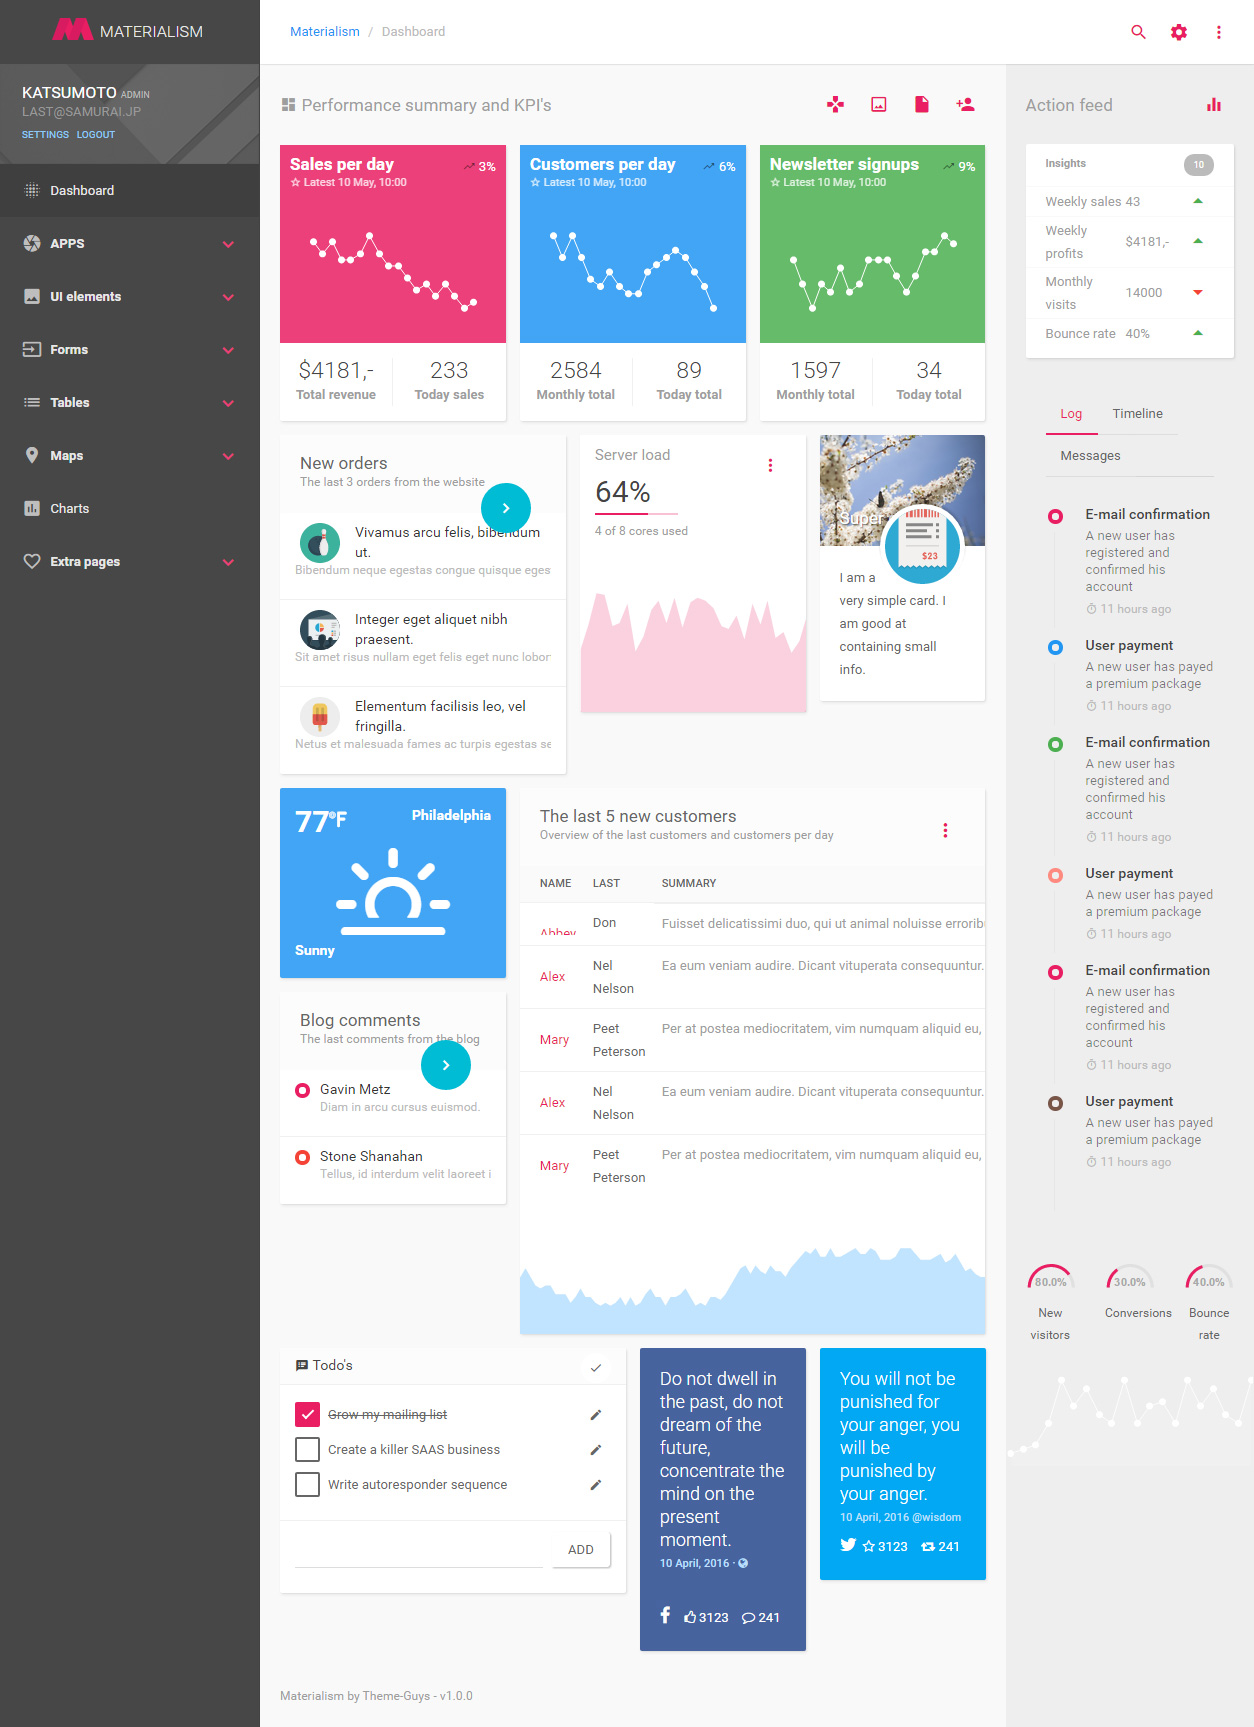 MATERIALISM
KATSUMOTO ADMIN
LAST@SAMURAI.JP
SETTINGS LOGOUT
Dashboard
APPS
UI elements
Forms
Tables
Maps
Charts
Extra pages
Materialism / Dashboard
Performance summary and KPI's
Sales per day 3%
Latest 10 May, 10:00
$4181,- 233
Total revenue Today sales
Customers per day 6%
Latest 10 May, 10:00
2584 89
Monthly total Today total
Newsletter signups 9%
Latest 10 May, 10:00
1597 34
Monthly total Today total
New orders
The last 3 orders from the website
Vivamus arcu felis, bibendum
ut.
Bibendum neque egestas congue quisque eges
Integer eget aliquet nibh
praesent.
Sit amet risus nullam eget felis eget nunc lobor
Elementum facilisis leo, vel
fringilla.
Netus et malesuada fames ac turpis egestas se
Server load
64%
4 of 8 cores used
Super
$23
I am a
very simple card. I
am good at
containing small
info.
77°F Philadelphia
Sunny
Blog comments
The last comments from the blog
Gavin Metz
Diam in arcu cursus euismod.
Stone Shanahan
Tellus, id interdum velit laoreet i
The last 5 new customers
Overview of the last customers and customers per day
NAME LAST SUMMARY
Abbey Don Fuisset delicatissimi duo, qui ut animal noluisse erroribu
Alex Nel Ea eum veniam audire. Dicant vituperata consequuntur.
Nelson
Mary Peet Per at postea mediocritatem, vim numquam aliquid eu,
Peterson
Alex Nel Ea eum veniam audire. Dicant vituperata consequuntur.
Nelson
Mary Peet Per at postea mediocritatem, vim numquam aliquid eu,
Peterson
Todo's
Grow my mailing list
Create a killer SAAS business
Write autoresponder sequence
ADD
Do not dwell in
the past, do not
dream of the
future,
concentrate the
mind on the
present
moment.
10 April, 2016 ·
3123 241
You will not be
punished for
your anger, you
will be
punished by
your anger.
10 April, 2016 @wisdom
3123 241
Materialism by Theme-Guys - v1.0.0
Action feed
Insights 10
Weekly sales 43
Weekly
profits $4181,-
Monthly
visits 14000
Bounce rate 40%
Log Timeline
Messages
E-mail confirmation
A new user has
registered and
confirmed his
account
11 hours ago
User payment
A new user has payed
a premium package
11 hours ago
E-mail confirmation
A new user has
registered and
confirmed his
account
11 hours ago
User payment
A new user has payed
a premium package
11 hours ago
E-mail confirmation
A new user has
registered and
confirmed his
account
11 hours ago
User payment
A new user has payed
a premium package
11 hours ago
80.0% 30.0% 40.0%
New Conversions Bounce
visitors rate